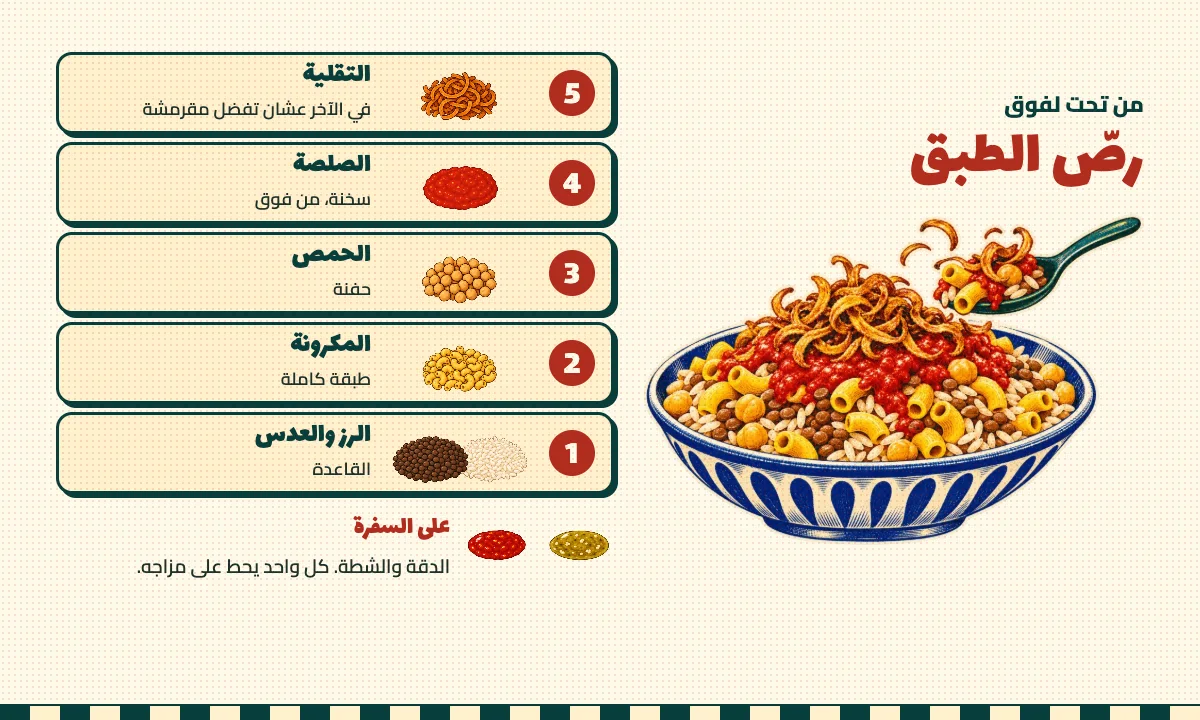 من تحت لفوق
رصّ الطبق
5
التقلية
في الآخر عشان تفضل مقرمشة
4
الصلصة
سخنة، من فوق
3
الحمص
حفنة
2
المكرونة
طبقة كاملة
1
الرز والعدس
القاعدة
على السفرة
الدقة والشطة. كل واحد يحط على مزاجه.